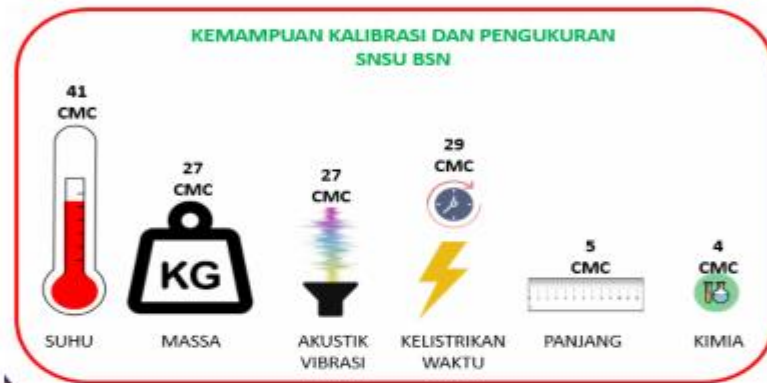 KEMAMPUAN KALIBRASI DAN PENGUKURAN
SNSU BSN
41
CMC
27
CMC
27
CMC
29
CMC
5
CMC
4
CMC
KG
SUHU
MASSA
AKUSTIK
VIBRASI
KELISTRIKAN
WAKTU
PANJANG
KIMIA